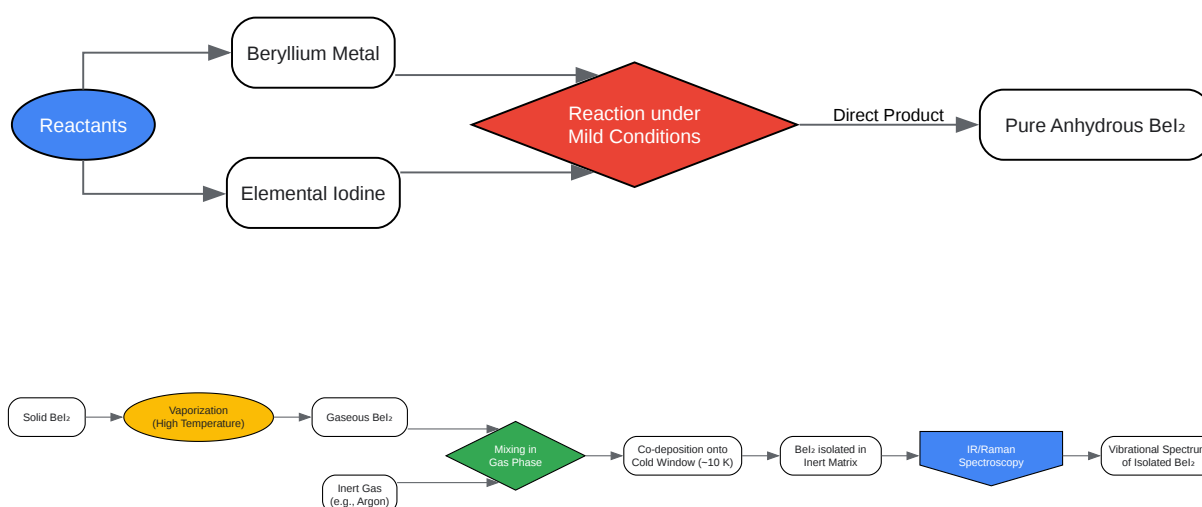 Reactants
Beryllium Metal
Elemental Iodine
Reaction under
Mild Conditions
Direct Product
Pure Anhydrous BeI₂
Solid BeI₂
Vaporization
(High Temperature)
Gaseous BeI₂
Inert Gas
(e.g., Argon)
Mixing in
Gas Phase
Co-deposition onto
Cold Window (~10 K)
BeI₂ isolated in
Inert Matrix
IR/Raman
Spectroscopy
Vibrational Spectrum
of Isolated BeI₂